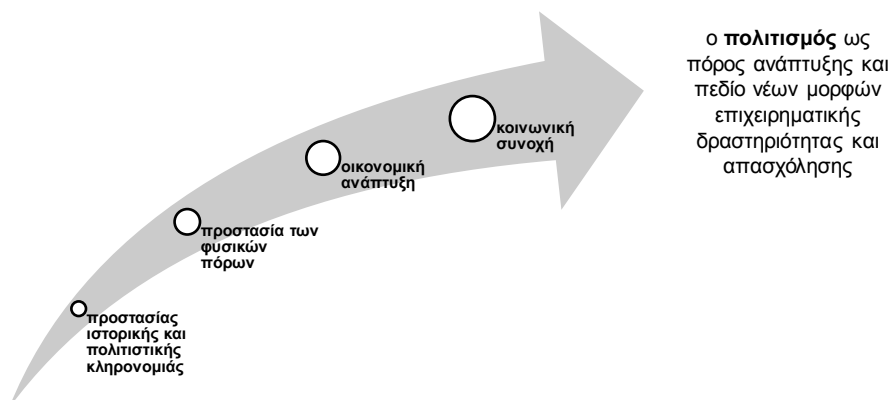 ο πολιτισμός ως
πόρος ανάπτυξης και
πεδίο νέων μορφών
επιχειρηματικής
δραστηριότητας και
απασχόλησης
κοινωνική
συνοχή
οικονομική
ανάπτυξη
προστασία των
φυσικών
πόρων
προστασίας
ιστορικής και
πολιτιστικής
κληρονομιάς